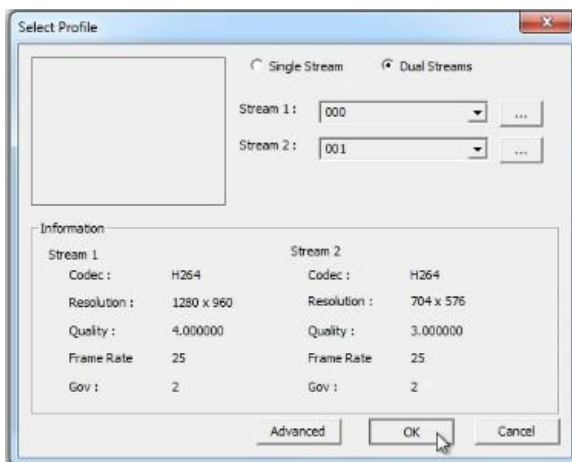 Select Profile
Single Stream Dual Streams
Stream 1 : 000 ...
Stream 2 : 001 ...
Information
Stream 1 Stream 2
Codec : H264 Codec : H264
Resolution : 1280 x 960 Resolution : 704 x 576
Quality : 4.000000 Quality : 3.000000
Frame Rate 25 Frame Rate 25
Gov : 2 Gov : 2
Advanced OK Cancel